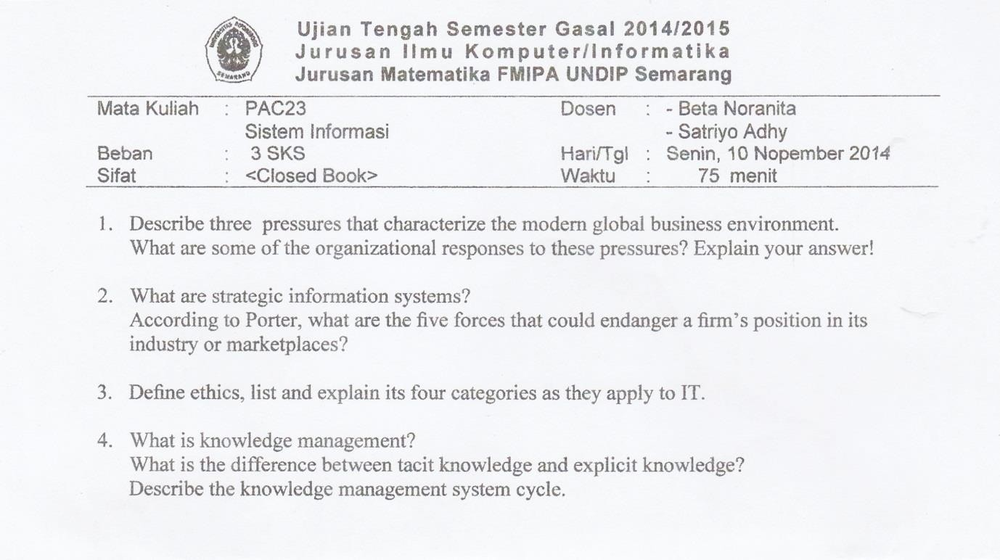 UNIVERSITAS DIPONEGORO
SEMARANG
Ujian Tengah Semester Gasal 2014/2015
Jurusan Ilmu Komputer/Informatika
Jurusan Matematika FMIPA UNDIP Semarang
Mata Kuliah : PAC23 Dosen : - Beta Noranita
Sistem Informasi - Satriyo Adhy
Beban : 3 SKS Hari/Tgl : Senin, 10 Nopember 2014
Sifat : <Closed Book> Waktu : 75 menit
1. Describe three pressures that characterize the modern global business environment.
What are some of the organizational responses to these pressures? Explain your answer!
2. What are strategic information systems?
According to Porter, what are the five forces that could endanger a firm's position in its
industry or marketplaces?
3. Define ethics, list and explain its four categories as they apply to IT.
4. What is knowledge management?
What is the difference between tacit knowledge and explicit knowledge?
Describe the knowledge management system cycle.